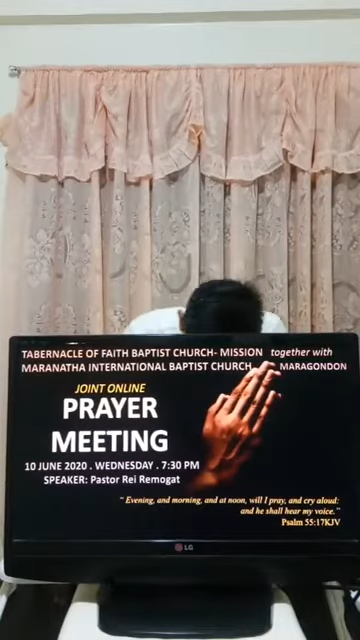 TABERNACLE OF FAITH BAPTIST CHURCH- MISSION together with
MARANATHA INTERNATIONAL BAPTIST CHURCH - MARAGONDON
JOINT ONLINE
PRAYER
MEETING
10 JUNE 2020 . WEDNESDAY . 7:30 PM
SPEAKER: Pastor Rei Remogat
"Evening, and morning, and at noon, will I pray, and cry aloud:
and he shall hear my voice."
Psalm 55:17KJV
LG